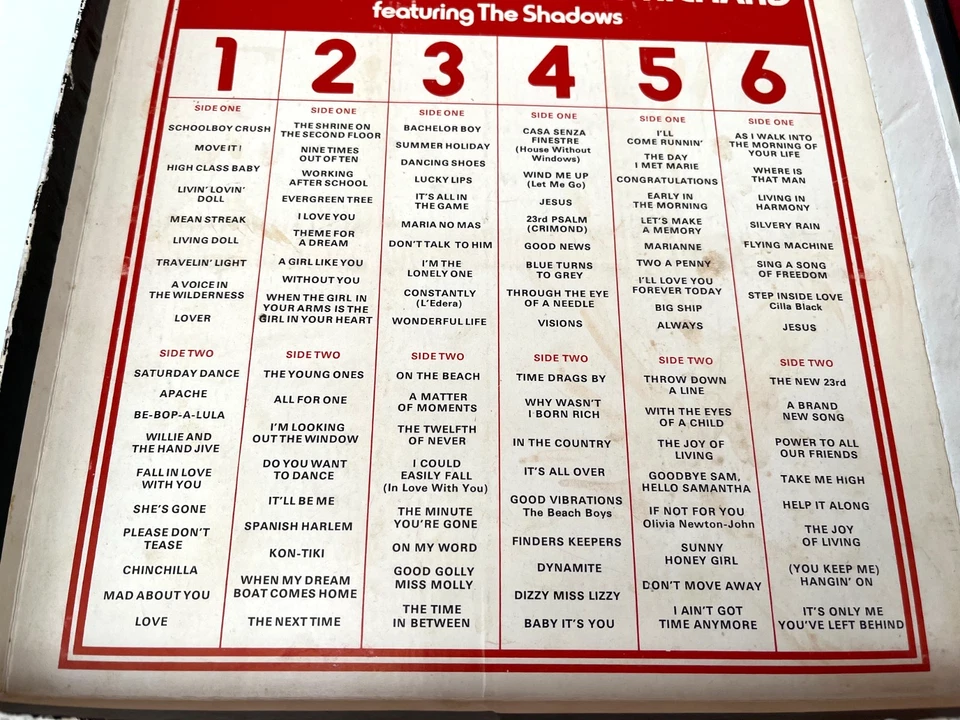 featuring The Shadows
1
SIDE ONE
SCHOOLBOY CRUSH
MOVE IT!
HIGH CLASS BABY
LIVIN' LOVIN'
DOLL
MEAN STREAK
LIVING DOLL
TRAVELIN' LIGHT
A VOICE IN
THE WILDERNESS
LOVER
SIDE TWO
SATURDAY DANCE
APACHE
BE-BOP-A-LULA
WILLIE AND
THE HAND JIVE
FALL IN LOVE
WITH YOU
SHE'S GONE
PLEASE DON'T
TEASE
CHINCHILLA
MAD ABOUT YOU
LOVE
2
SIDE ONE
THE SHRINE ON
THE SECOND FLOOR
NINE TIMES
OUT OF TEN
WORKING
AFTER SCHOOL
EVERGREEN TREE
I LOVE YOU
THEME FOR
A DREAM
A GIRL LIKE YOU
WITHOUT YOU
WHEN THE GIRL IN
YOUR ARMS IS THE
GIRL IN YOUR HEART
SIDE TWO
THE YOUNG ONES
ALL FOR ONE
I'M LOOKING
OUT THE WINDOW
DO YOU WANT
TO DANCE
IT'LL BE ME
SPANISH HARLEM
KON-TIKI
WHEN MY DREAM
BOAT COMES HOME
THE NEXT TIME
3
SIDE ONE
BACHELOR BOY
SUMMER HOLIDAY
DANCING SHOES
LUCKY LIPS
IT'S ALL IN
THE GAME
MARIA NO MAS
DON'T TALK TO HIM
I'M THE
LONELY ONE
CONSTANTLY
(L'Edera)
WONDERFUL LIFE
SIDE TWO
ON THE BEACH
A MATTER
OF MOMENTS
THE TWELFTH
OF NEVER
I COULD
EASILY FALL
(In Love With You)
THE MINUTE
YOU'RE GONE
ON MY WORD
GOOD GOLLY
MISS MOLLY
THE TIME
IN BETWEEN
4
SIDE ONE
CASA SENZA
FINESTRE
(House Without
Windows)
WIND ME UP
(Let Me Go)
JESUS
23rd PSALM
(CRIMOND)
GOOD NEWS
BLUE TURNS
TO GREY
THROUGH THE EYE
OF A NEEDLE
VISIONS
SIDE TWO
TIME DRAGS BY
WHY WASN'T
I BORN RICH
IN THE COUNTRY
IT'S ALL OVER
GOOD VIBRATIONS
The Beach Boys
FINDERS KEEPERS
DYNAMITE
DIZZY MISS LIZZY
BABY IT'S YOU
5
SIDE ONE
I'LL
COME RUNNIN'
THE DAY
I MET MARIE
CONGRATULATIONS
EARLY IN
THE MORNING
LET'S MAKE
A MEMORY
MARIANNE
TWO A PENNY
I'LL LOVE YOU
FOREVER TODAY
BIG SHIP
ALWAYS
SIDE TWO
THROW DOWN
A LINE
WITH THE EYES
OF A CHILD
THE JOY OF
LIVING
GOODBYE SAM,
HELLO SAMANTHA
IF NOT FOR YOU
Olivia Newton-John
SUNNY
HONEY GIRL
DON'T MOVE AWAY
I AIN'T GOT
TIME ANYMORE
6
SIDE ONE
AS I WALK INTO
THE MORNING OF
YOUR LIFE
WHERE IS
THAT MAN
LIVING IN
HARMONY
SILVERY RAIN
FLYING MACHINE
SING A SONG
OF FREEDOM
STEP INSIDE LOVE
Cilla Black
JESUS
SIDE TWO
THE NEW 23rd
A BRAND
NEW SONG
POWER TO ALL
OUR FRIENDS
TAKE ME HIGH
HELP IT ALONG
THE JOY
OF LIVING
(YOU KEEP ME)
HANGIN' ON
IT'S ONLY ME
YOU'VE LEFT BEHIND